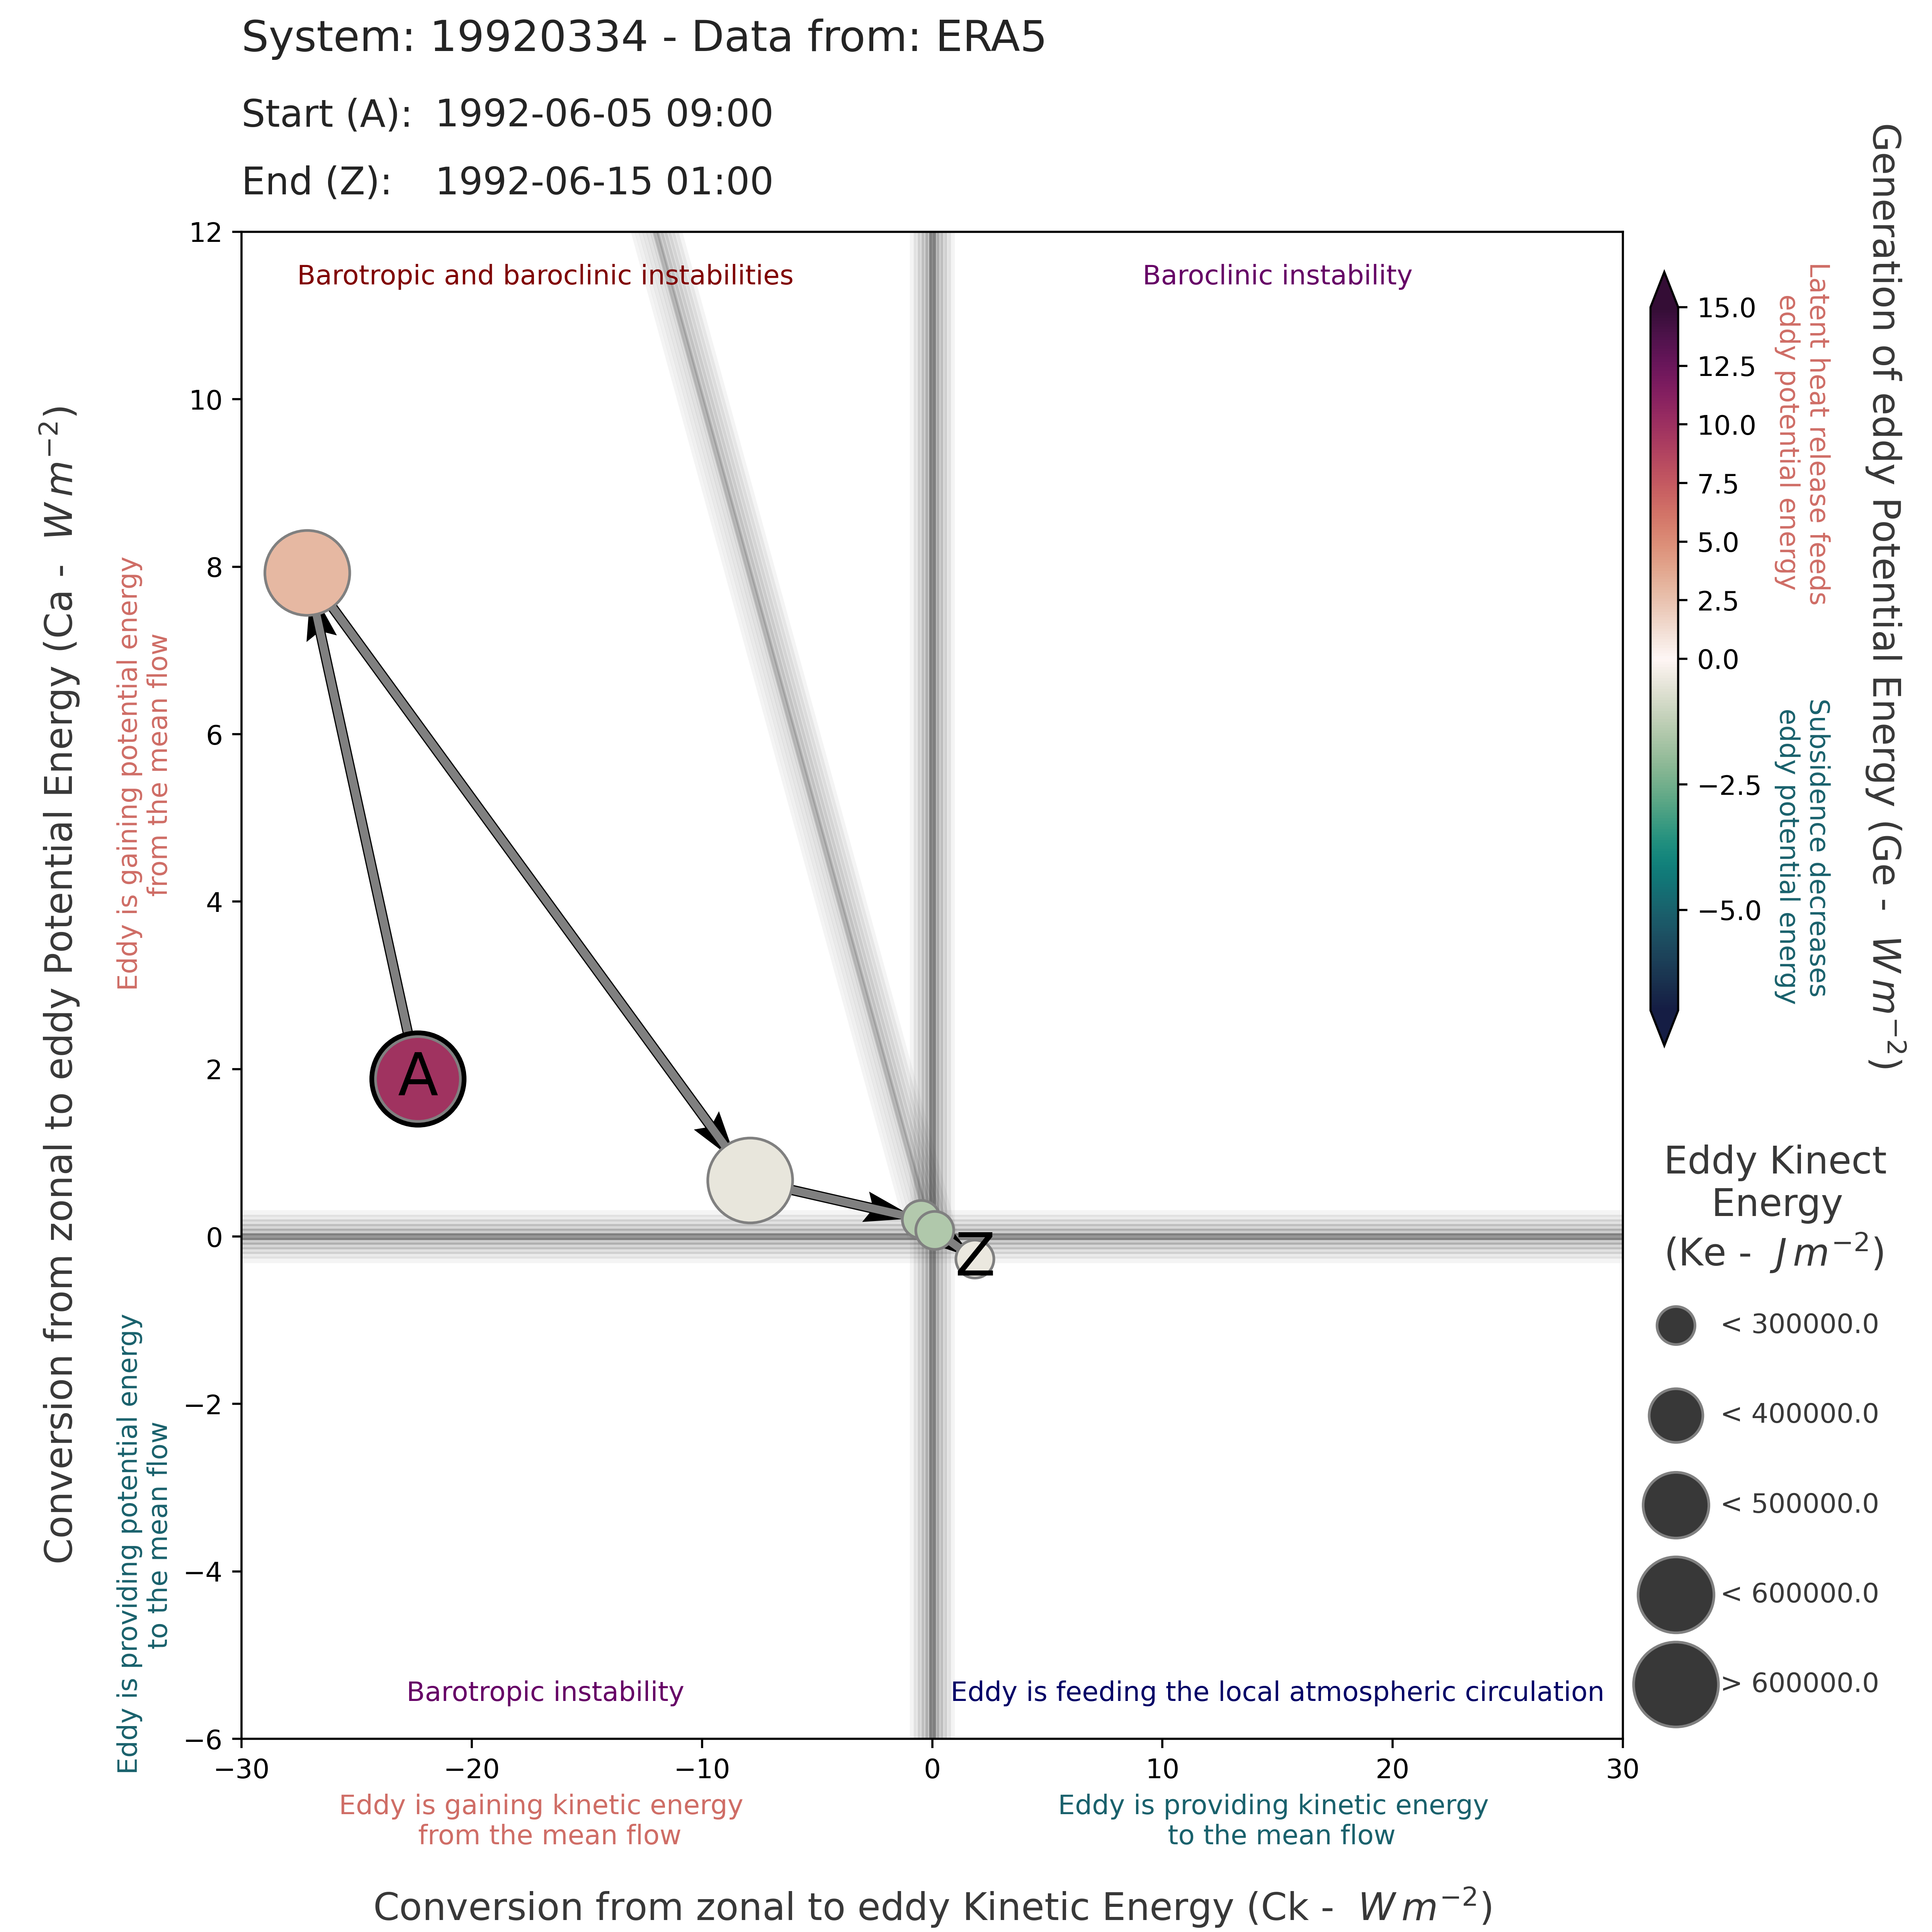 System: 19920334 - Data from: ERA5
Start (A): 1992-06-05 09:00
End (Z): 1992-06-15 01:00
Conversion from zonal to eddy Potential Energy (Ca - W m⁻²)
Eddy is gaining potential energy
from the mean flow
Eddy is providing potential energy
to the mean flow
12
10
8
6
4
2
0
−2
−4
−6
Barotropic and baroclinic instabilities
Baroclinic instability
A
Z
Barotropic instability
Eddy is feeding the local atmospheric circulation
−30
−20
−10
0
10
20
30
Eddy is gaining kinetic energy
from the mean flow
Eddy is providing kinetic energy
to the mean flow
Conversion from zonal to eddy Kinetic Energy (Ck - W m⁻²)
15.0
12.5
10.0
7.5
5.0
2.5
0.0
−2.5
−5.0
Latent heat release feeds
eddy potential energy
Subsidence decreases
eddy potential energy
Generation of eddy Potential Energy (Ge - W m⁻²)
Eddy Kinect
Energy
(Ke - J m⁻²)
< 300000.0
< 400000.0
< 500000.0
< 600000.0
> 600000.0